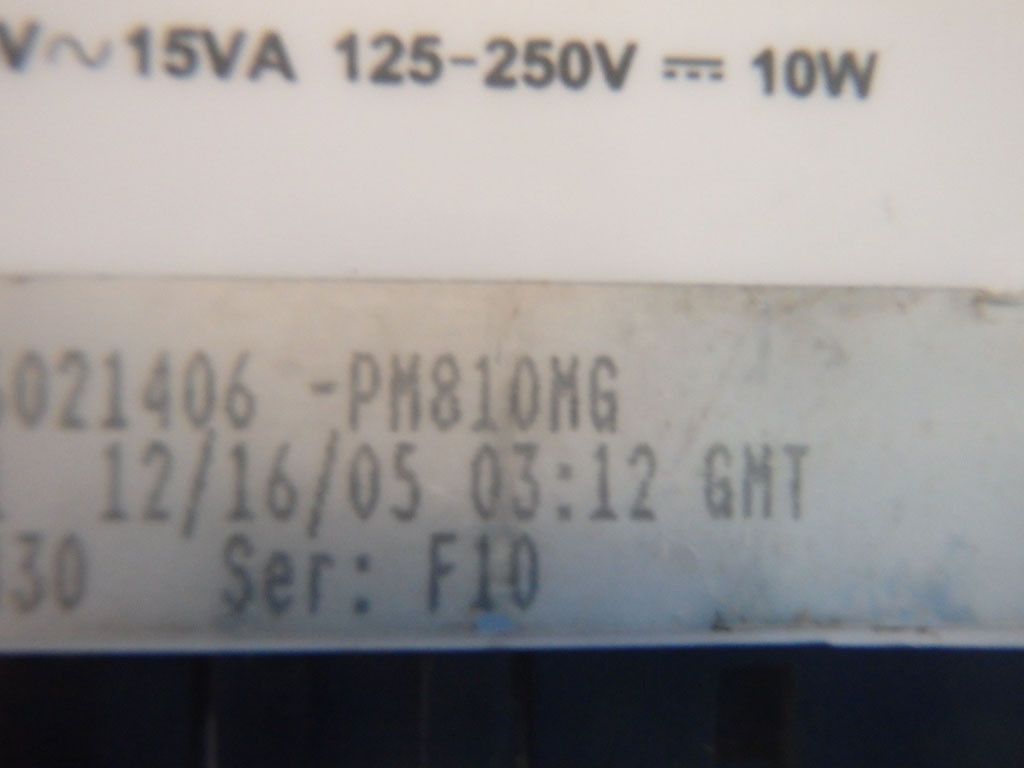 V~15VA 125-250V ⎓ 10W
021406 -PM810MG
12/16/05 03:12 GMT
30 Ser: F10